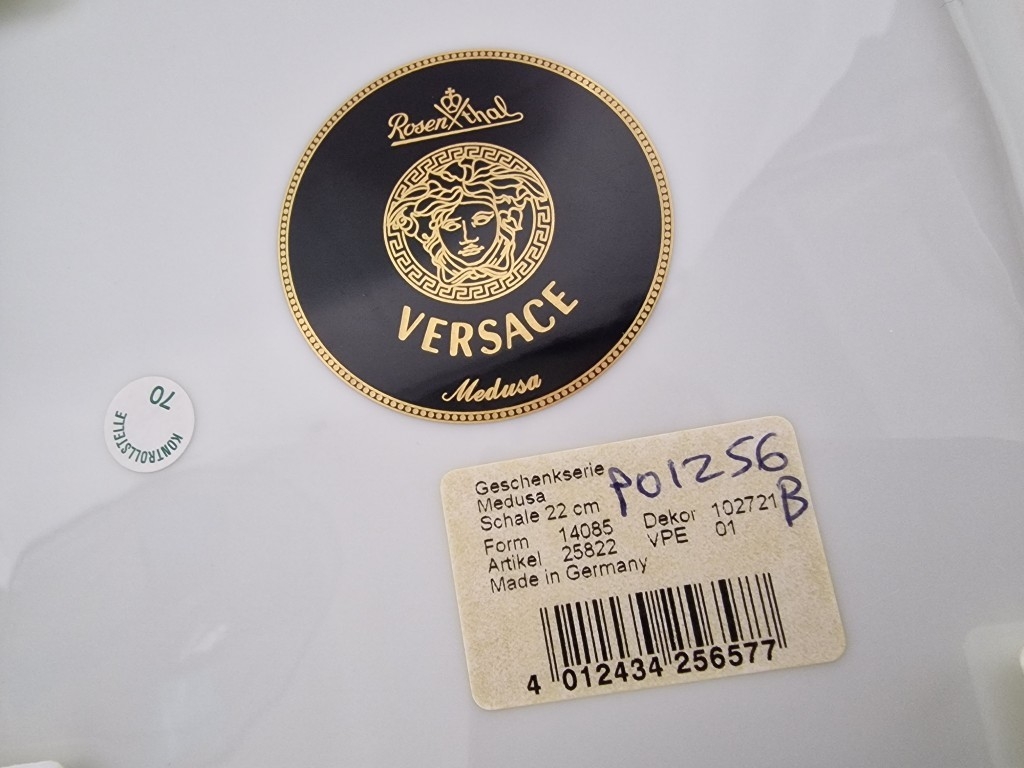 Rosenthal
VERSACE
Medusa
70
KONTROLLSTELLE
Geschenkserie
Medusa
Schale 22 cm
PO1256
B
Form 14085 Dekor 102721
Artikel 25822 VPE 01
Made in Germany
4 012434 256577